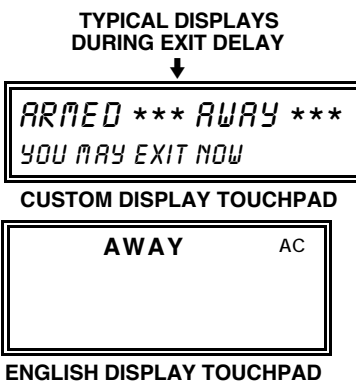 TYPICAL DISPLAYS
DURING EXIT DELAY
ARMED *** AWAY ***
YOU MAY EXIT NOW
CUSTOM DISPLAY TOUCHPAD
AWAY AC
ENGLISH DISPLAY TOUCHPAD